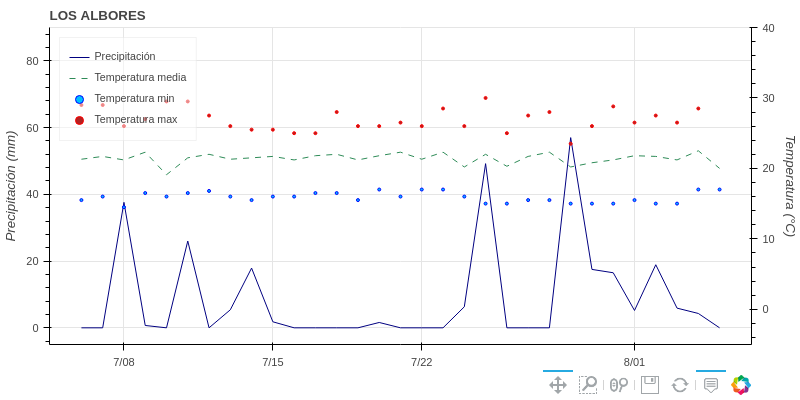 LOS ALBORES
Precipitación
Temperatura media
Temperatura min
Temperatura max
Precipitación (mm)
80
60
40
20
0
Temperatura (°C)
40
30
20
10
0
7/08
7/15
7/22
8/01